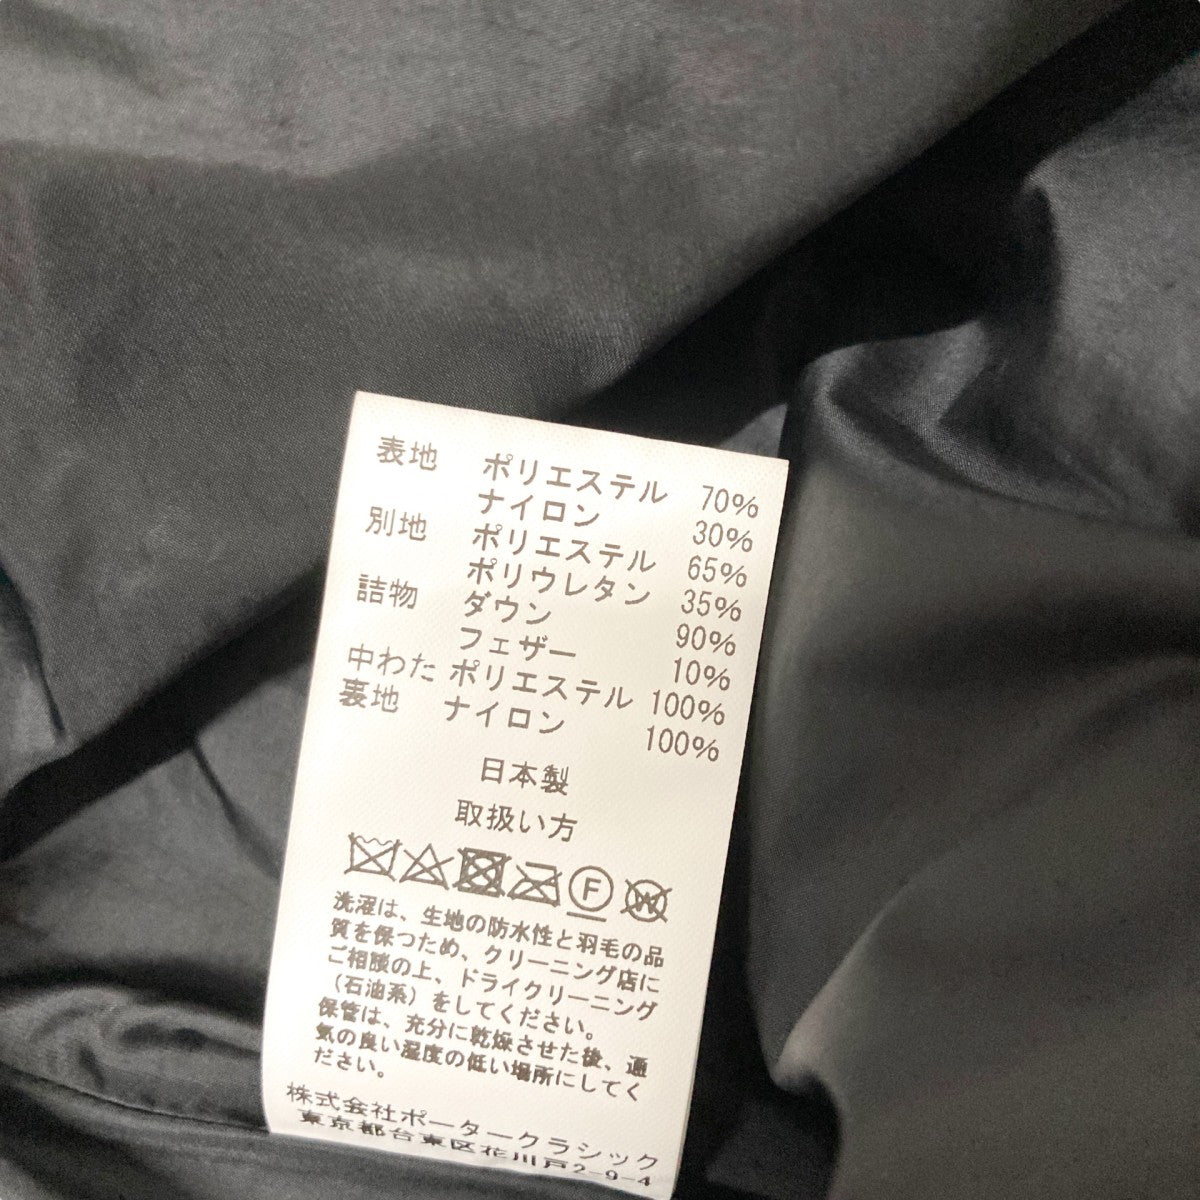 表地 ポリエステル 70%
ナイロン 30%
別地 ポリエステル 65%
ポリウレタン 35%
詰物 ダウン 90%
フェザー 10%
中わた ポリエステル 100%
裏地 ナイロン 100%
日本製
取扱い方
F W
洗濯は、生地の防水性と羽毛の品
質を保つため、クリーニング店に
ご相談の上、ドライクリーニング
（石油系）をしてください。
保管は、充分に乾燥させた後、通
気の良い湿度の低い場所にしてく
ださい。
株式会社ポータークラシック
東京都台東区花川戸2-9-4